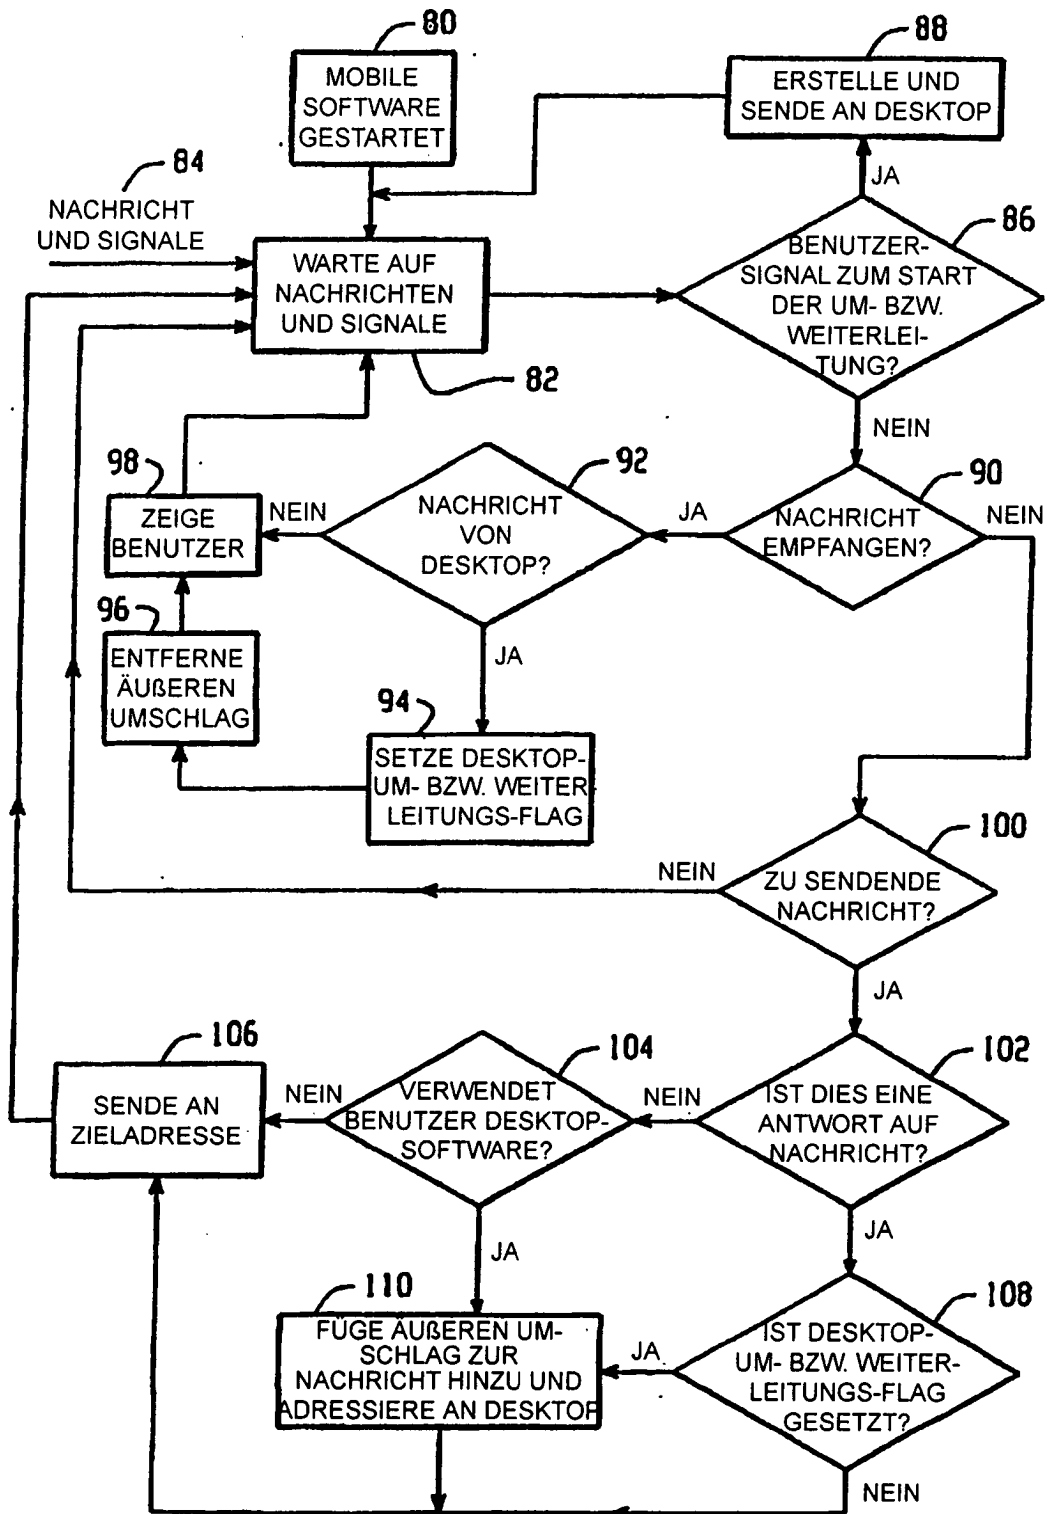 80
MOBILE
SOFTWARE
GESTARTET
88
ERSTELLE UND
SENDE AN DESKTOP
JA
84
NACHRICHT
UND SIGNALE
WARTE AUF
NACHRICHTEN
UND SIGNALE
82
86
BENUTZER-
SIGNAL ZUM START
DER UM- BZW.
WEITERLEI-
TUNG?
NEIN
90
NACHRICHT
EMPFANGEN?
NEIN
JA
92
NACHRICHT
VON
DESKTOP?
NEIN
98
ZEIGE
BENUTZER
96
ENTFERNE
ÄUßEREN
UMSCHLAG
JA
94
SETZE DESKTOP-
UM- BZW. WEITER
LEITUNGS-FLAG
100
ZU SENDENDE
NACHRICHT?
NEIN
JA
102
IST DIES EINE
ANTWORT AUF
NACHRICHT?
NEIN
104
VERWENDET
BENUTZER DESKTOP-
SOFTWARE?
NEIN
106
SENDE AN
ZIELADRESSE
JA
JA
108
IST DESKTOP-
UM- BZW. WEITER-
LEITUNGS-FLAG
GESETZT?
JA
110
FÜGE ÄUßEREN UM-
SCHLAG ZUR
NACHRICHT HINZU UND
ADRESSIERE AN DESKTOP
NEIN